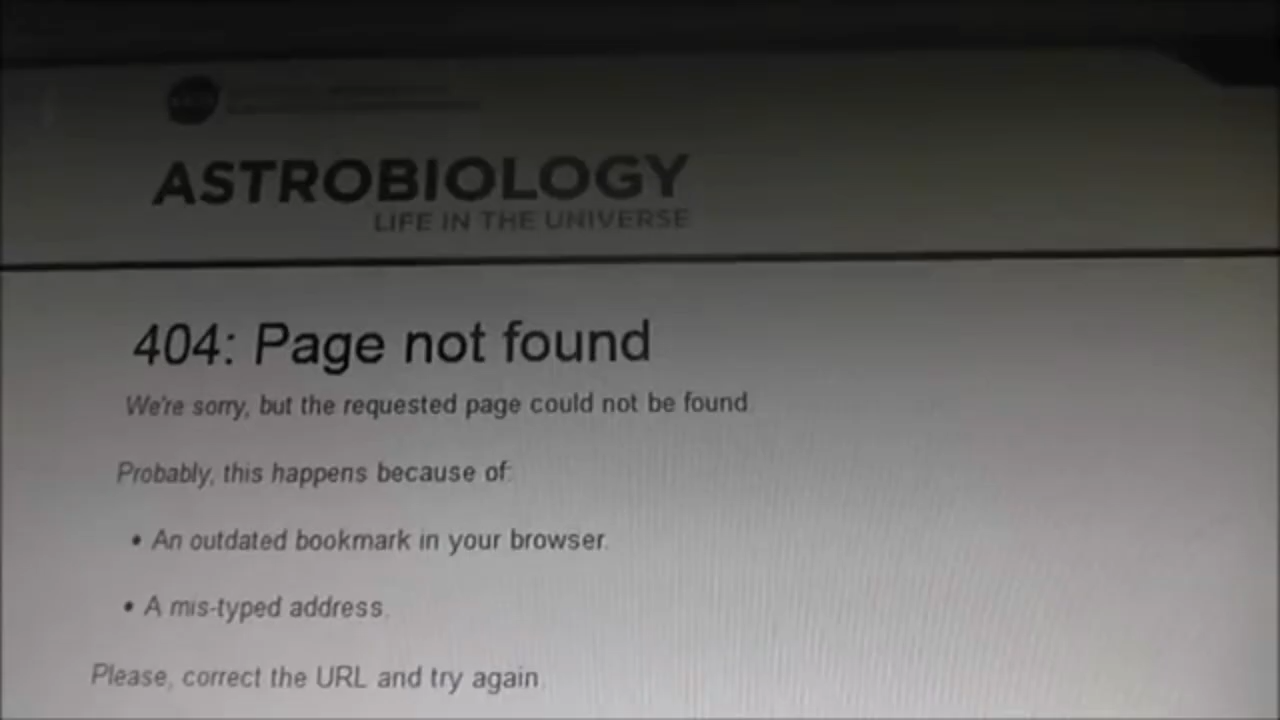 ASTROBIOLOGY
LIFE IN THE UNIVERSE
404: Page not found
We're sorry, but the requested page could not be found
Probably, this happens because of:
• An outdated bookmark in your browser.
• A mis-typed address.
Please, correct the URL and try again.